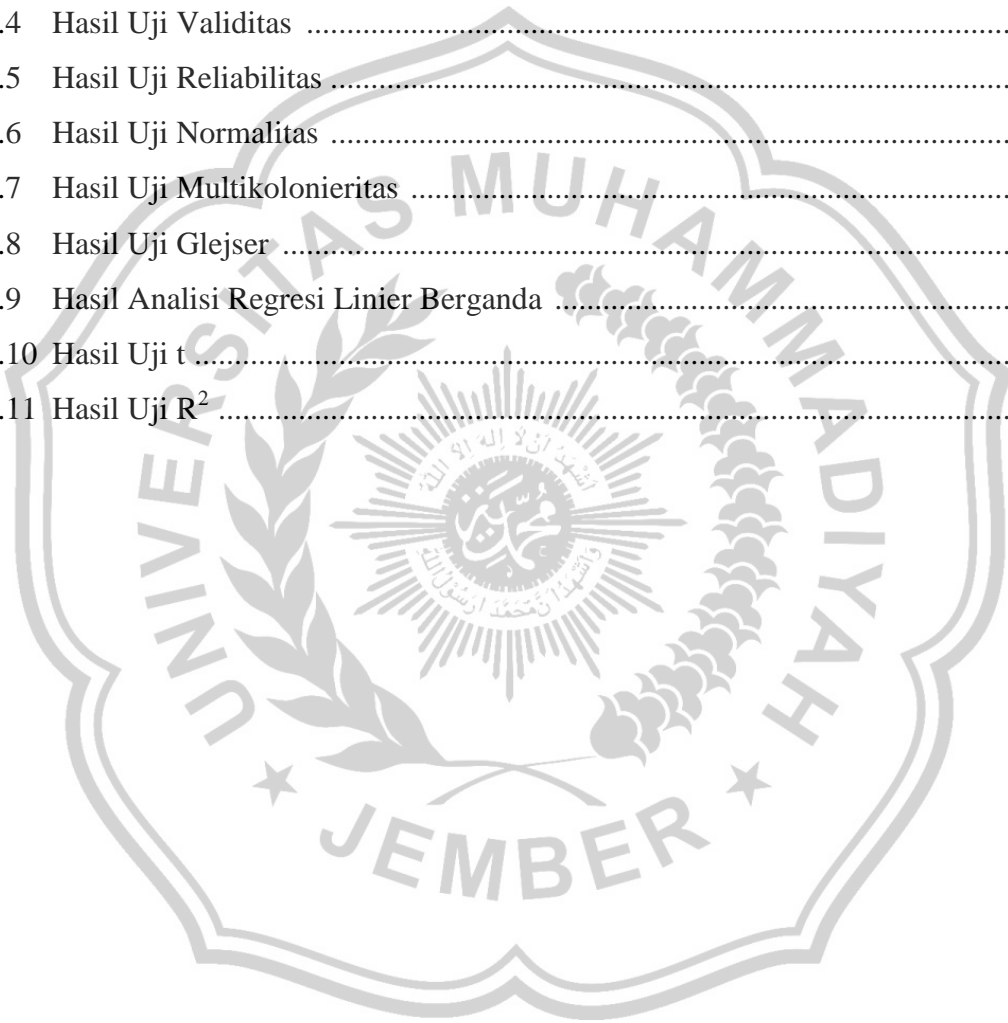 .4 Hasil Uji Validitas ........................................................................................
.5 Hasil Uji Reliabilitas .....................................................................................
.6 Hasil Uji Normalitas .....................................................................................
.7 Hasil Uji Multikolonieritas ...........................................................................
.8 Hasil Uji Glejser ...........................................................................................
.9 Hasil Analisi Regresi Linier Berganda .........................................................
.10 Hasil Uji t ....................................................................................................
.11 Hasil Uji R² .................................................................................................
UNIVERSITAS MUHAMMADIYAH
JEMBER